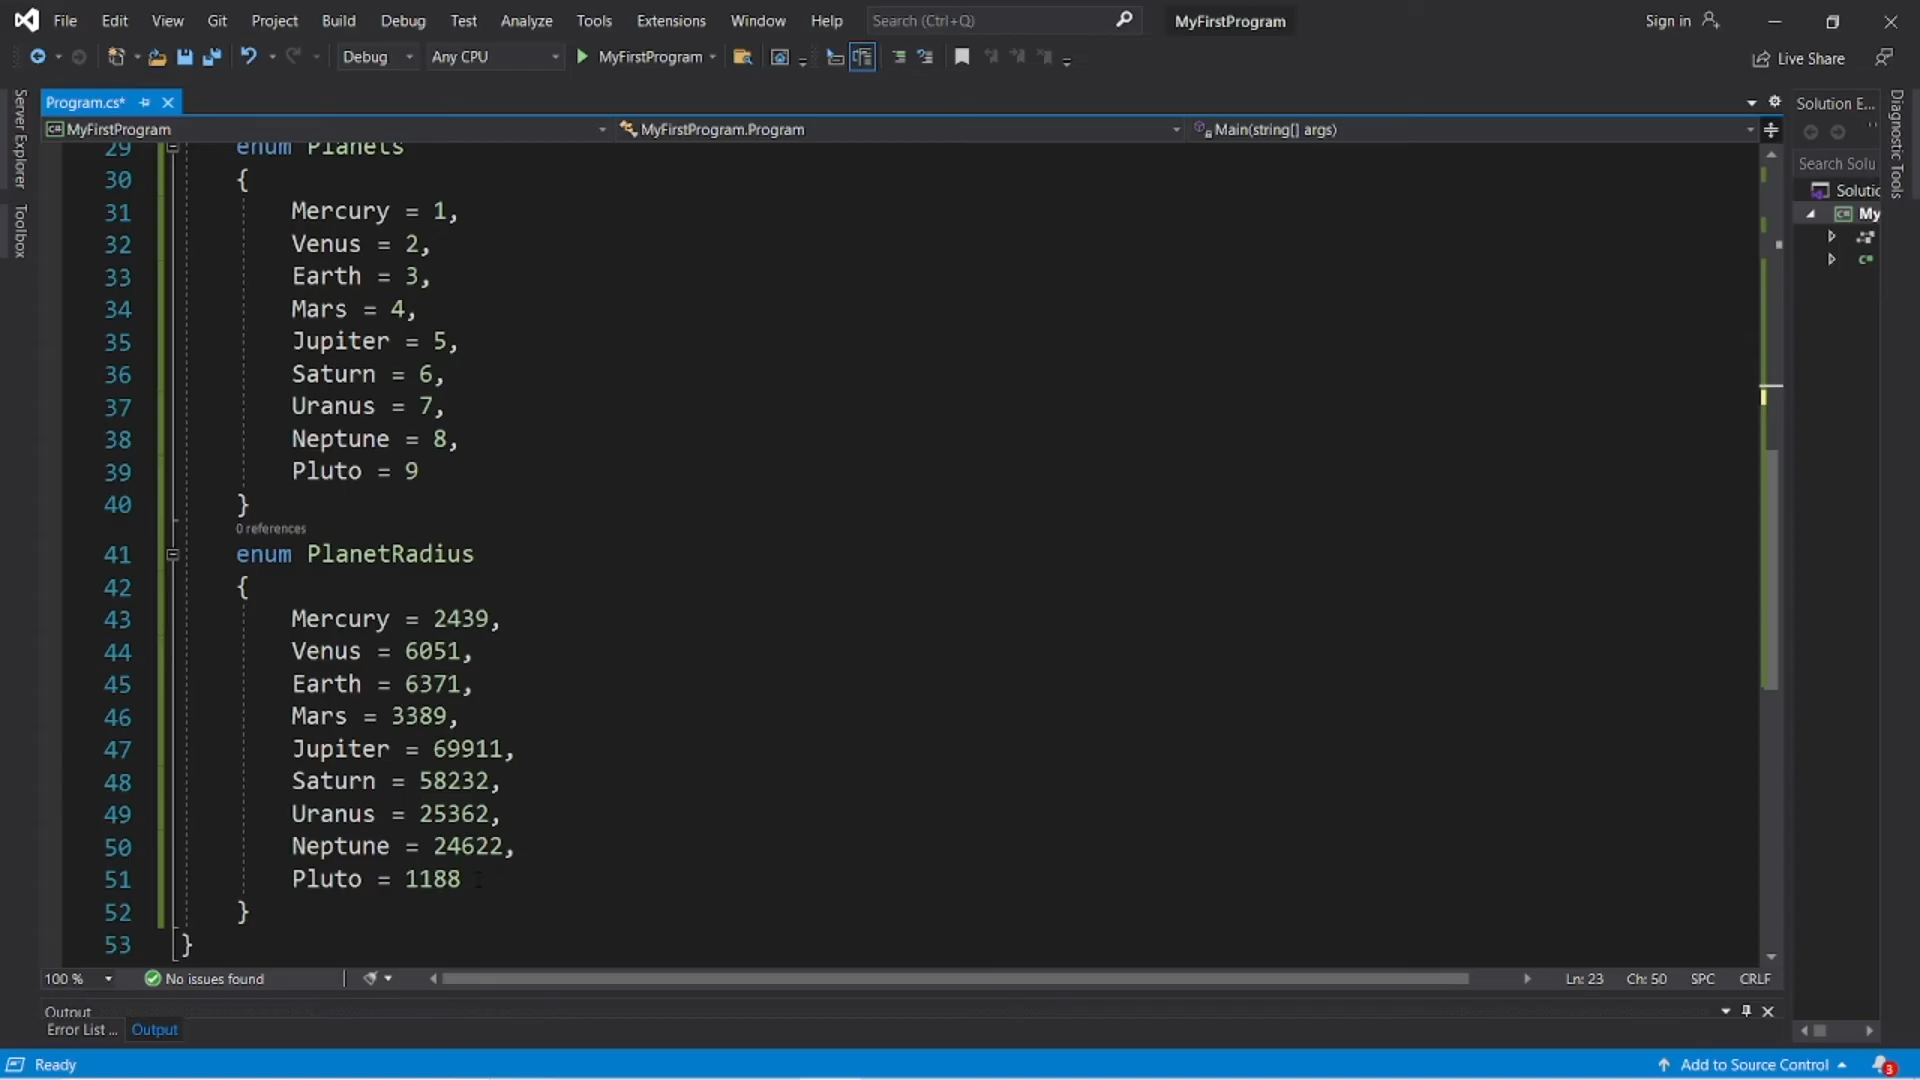 File Edit View Git Project Build Debug Test Analyze Tools Extensions Window Help Search (Ctrl+Q) MyFirstProgram Sign in
Debug Any CPU MyFirstProgram Live Share
Program.cs* Solution E...
MyFirstProgram MyFirstProgram.Program Main(string[] args)
Server Explorer
Toolbox
Diagnostic Tools
Search Solu
Solutic
My
29 enum Planets
30 {
31 Mercury = 1,
32 Venus = 2,
33 Earth = 3,
34 Mars = 4,
35 Jupiter = 5,
36 Saturn = 6,
37 Uranus = 7,
38 Neptune = 8,
39 Pluto = 9
40 }
0 references
41 enum PlanetRadius
42 {
43 Mercury = 2439,
44 Venus = 6051,
45 Earth = 6371,
46 Mars = 3389,
47 Jupiter = 69911,
48 Saturn = 58232,
49 Uranus = 25362,
50 Neptune = 24622,
51 Pluto = 1188
52 }
53 }
100 % No issues found Ln: 23 Ch: 50 SPC CRLF
Output
Error List ... Output
Ready Add to Source Control 3